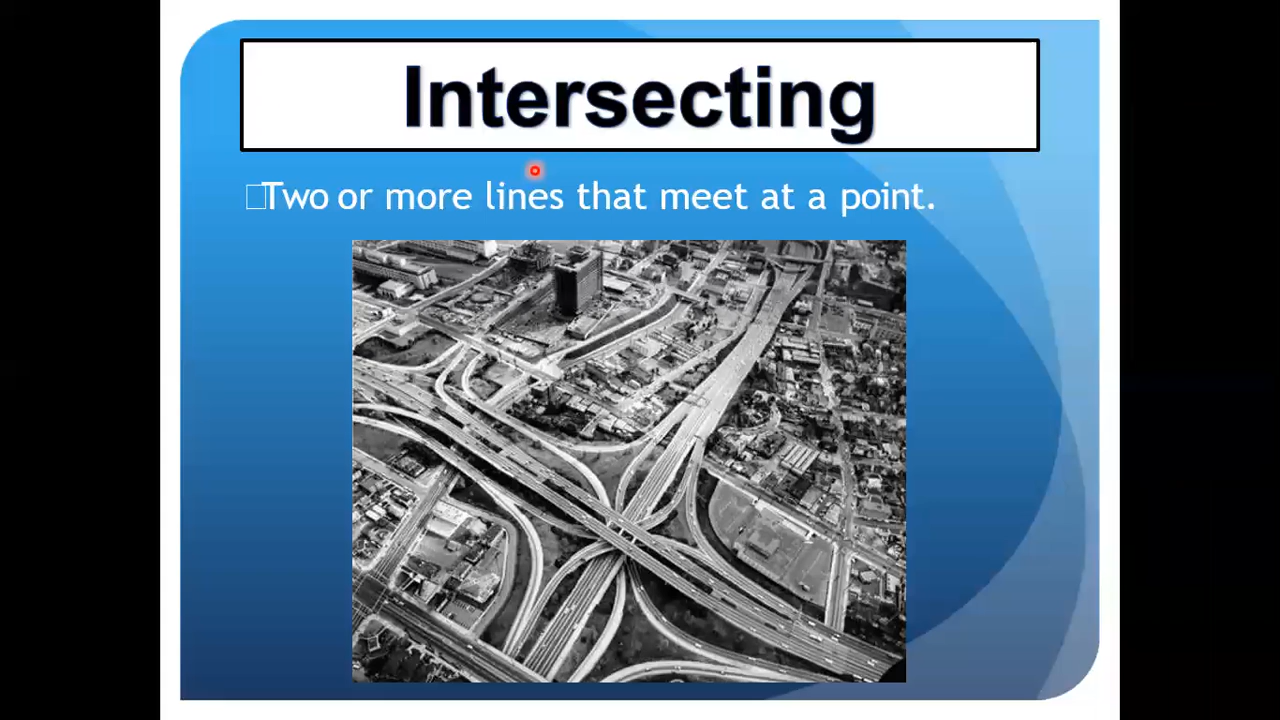 Intersecting
□Two or more lines that meet at a point.